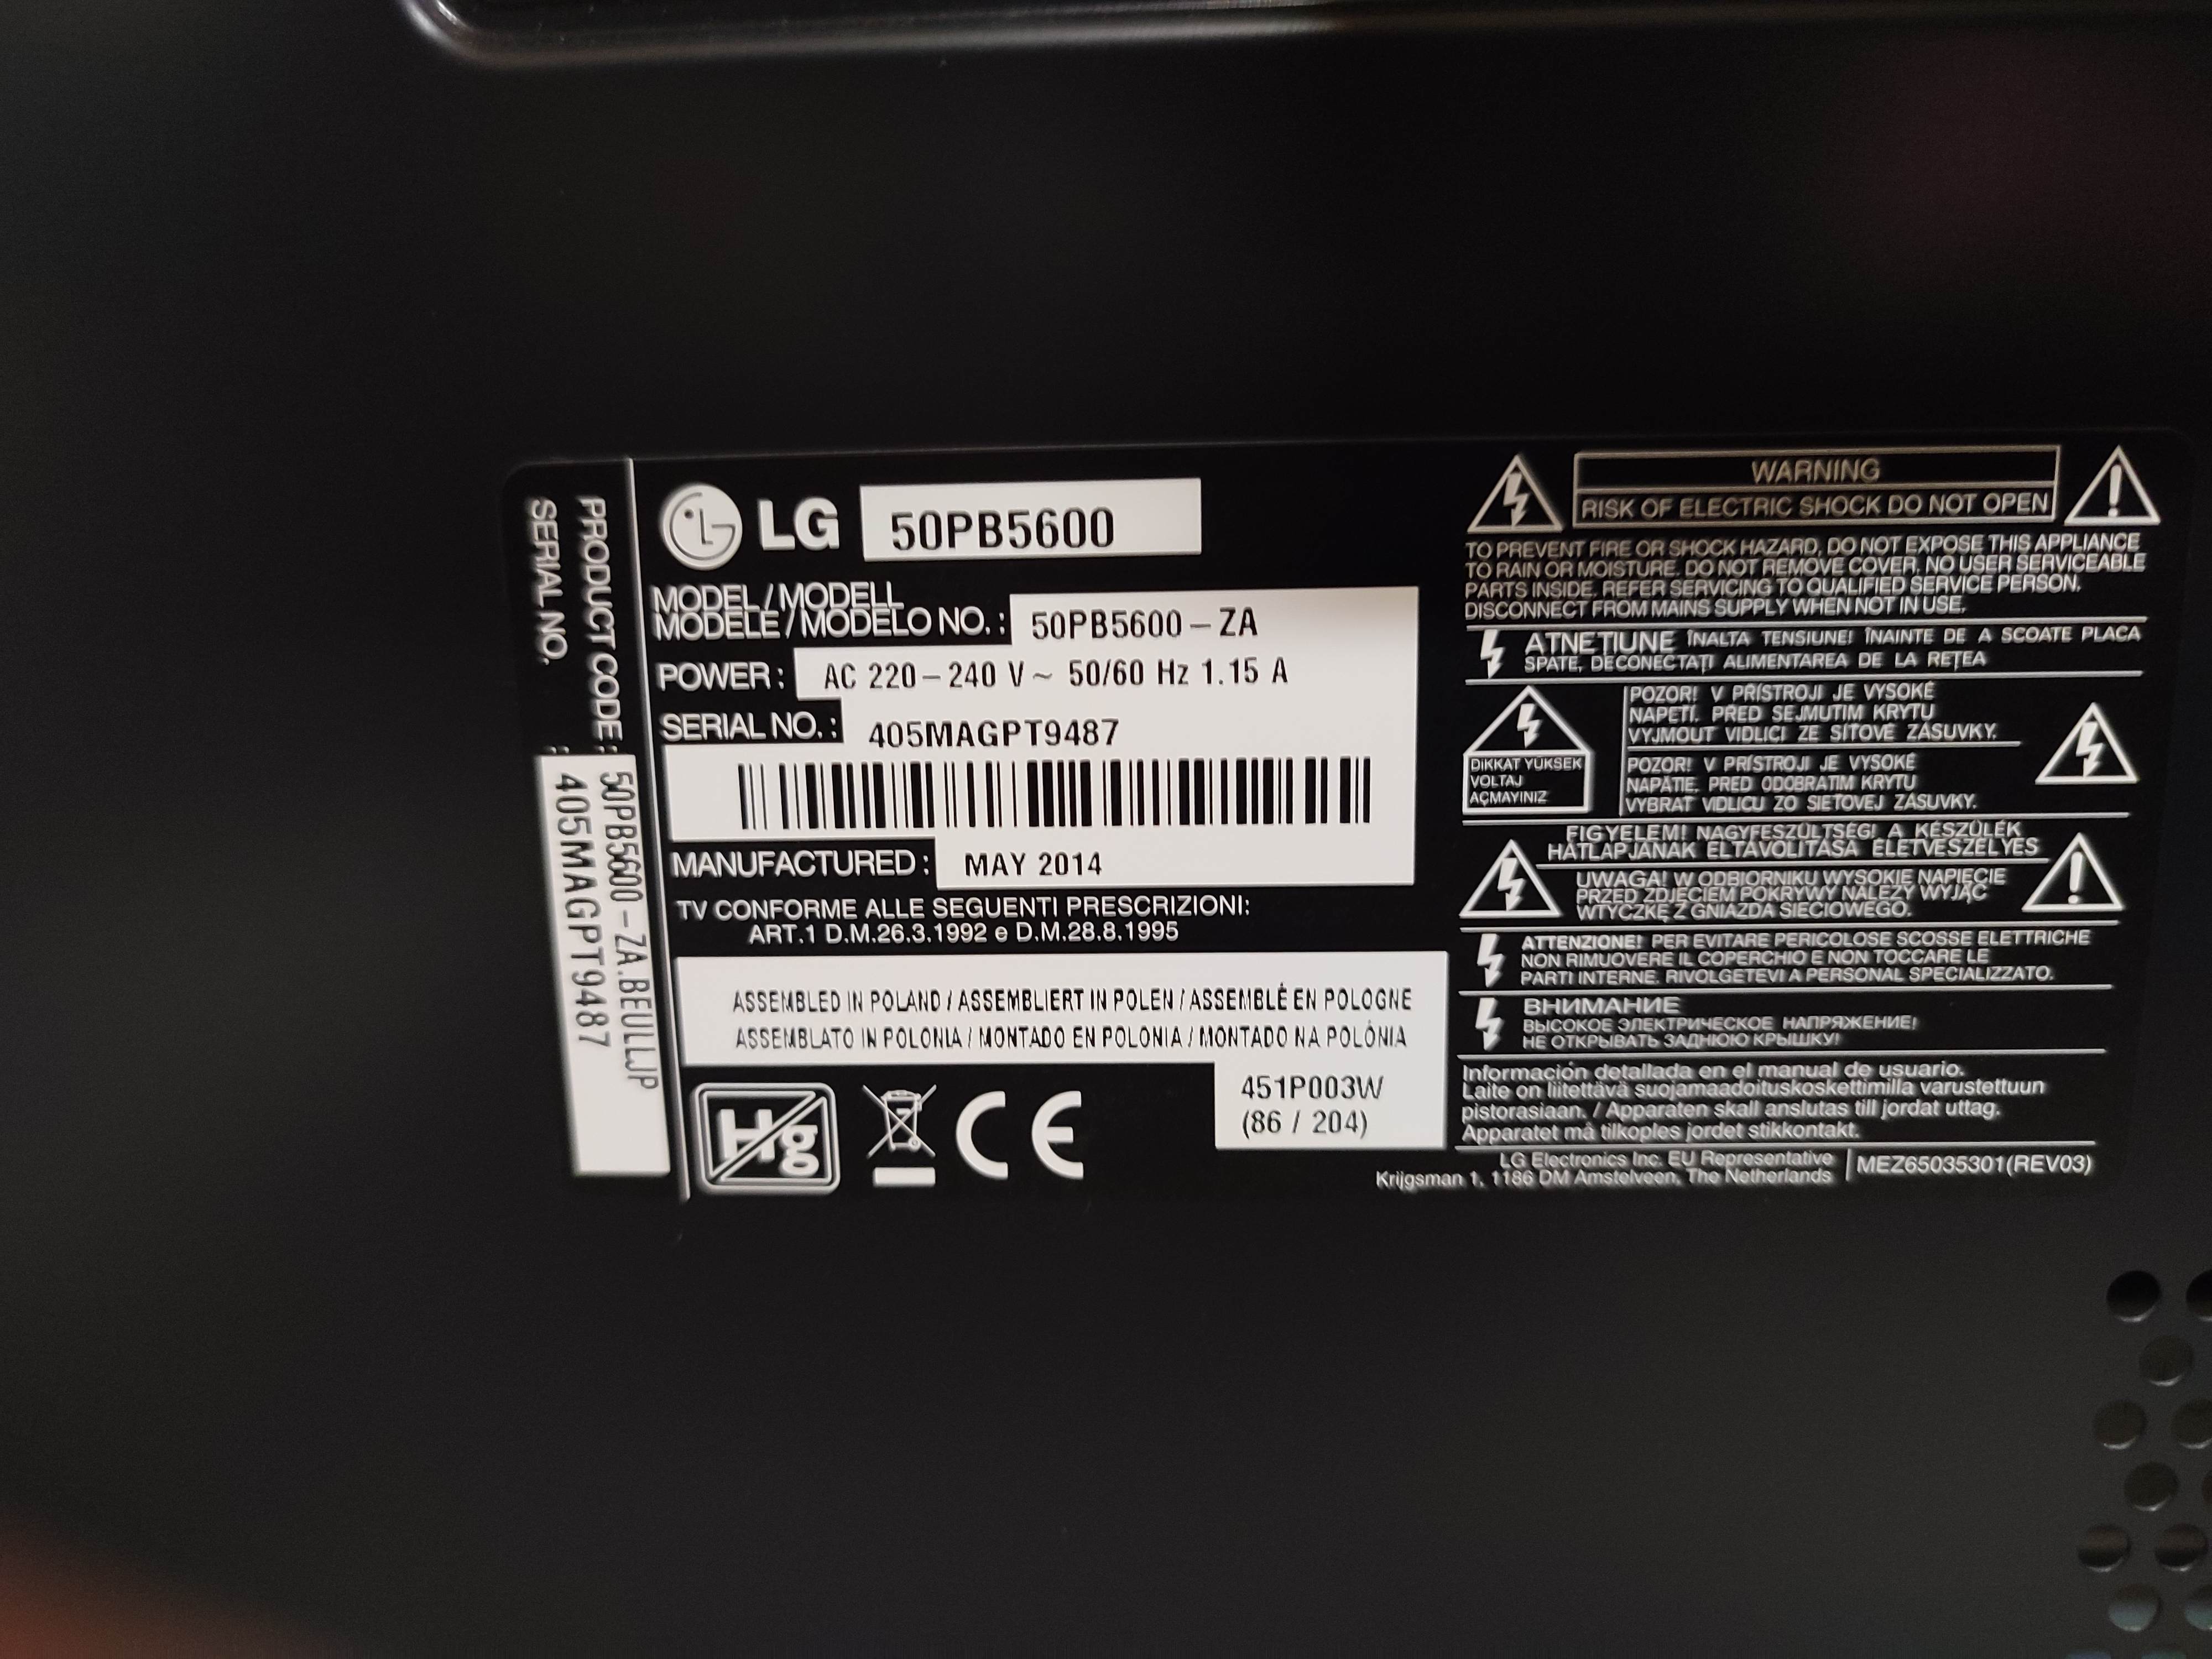 PRODUCT CODE : 50PB5600-ZA.BEULLJP
SERIAL NO. : 405MAGPT9487
LG 50PB5600
MODEL / MODELL
MODÈLE / MODELO NO. : 50PB5600-ZA
POWER : AC 220-240 V~ 50/60 Hz 1.15 A
SERIAL NO. : 405MAGPT9487
MANUFACTURED : MAY 2014
TV CONFORME ALLE SEGUENTI PRESCRIZIONI:
ART.1 D.M.26.3.1992 e D.M.28.8.1995
ASSEMBLED IN POLAND / ASSEMBLIERT IN POLEN / ASSEMBLÉ EN POLOGNE
ASSEMBLATO IN POLONIA / MONTADO EN POLONIA / MONTADO NA POLÓNIA
Hg
CE
451P003W
(86 / 204)
WARNING
RISK OF ELECTRIC SHOCK DO NOT OPEN
TO PREVENT FIRE OR SHOCK HAZARD, DO NOT EXPOSE THIS APPLIANCE
TO RAIN OR MOISTURE. DO NOT REMOVE COVER. NO USER SERVICEABLE
PARTS INSIDE. REFER SERVICING TO QUALIFIED SERVICE PERSON.
DISCONNECT FROM MAINS SUPPLY WHEN NOT IN USE.
ATNEȚIUNE ÎNALTA TENSIUNE! ÎNAINTE DE A SCOATE PLACA
SPATE, DECONECTAȚI ALIMENTAREA DE LA REȚEA
DIKKAT YÜKSEK
VOLTAJ
AÇMAYINIZ
POZOR! V PŘÍSTROJI JE VYSOKÉ
NAPĚTÍ. PŘED SEJMUTIM KRYTU
VYJMOUT VIDLICI ZE SÍŤOVÉ ZÁSUVKY.
POZOR! V PRÍSTROJI JE VYSOKÉ
NAPÄTIE. PRED ODOBRATIM KRYTU
VYBRAT VIDLICU ZO SIEŤOVEJ ZÁSUVKY.
FIGYELEM! NAGYFESZÜLTSÉG! A KÉSZÜLÉK
HÁTLAPJÁNAK ELTÁVOLÍTÁSA ÉLETVESZÉLYES
UWAGA! W ODBIORNIKU WYSOKIE NAPIĘCIE
PRZED ZDJĘCIEM POKRYWY NALEŻY WYJĄĆ
WTYCZKĘ Z GNIAZDA SIECIOWEGO.
ATTENZIONE! PER EVITARE PERICOLOSE SCOSSE ELETTRICHE
NON RIMUOVERE IL COPERCHIO E NON TOCCARE LE
PARTI INTERNE. RIVOLGETEVI A PERSONAL SPECIALIZZATO.
ВНИМАНИЕ
ВЫСОКОЕ ЭЛЕКТРИЧЕСКОЕ НАПРЯЖЕНИЕ!
НЕ ОТКРЫВАТЬ ЗАДНЮЮ КРЫШКУ!
Información detallada en el manual de usuario.
Laite on liitettävä suojamaadoituskoskettimilla varustettuun
pistorasiaan. / Apparaten skall anslutas till jordat uttag.
Apparatet må tilkoples jordet stikkontakt.
LG Electronics Inc. EU Representative
Krijgsman 1, 1186 DM Amstelveen, The Netherlands
MEZ65035301(REV03)